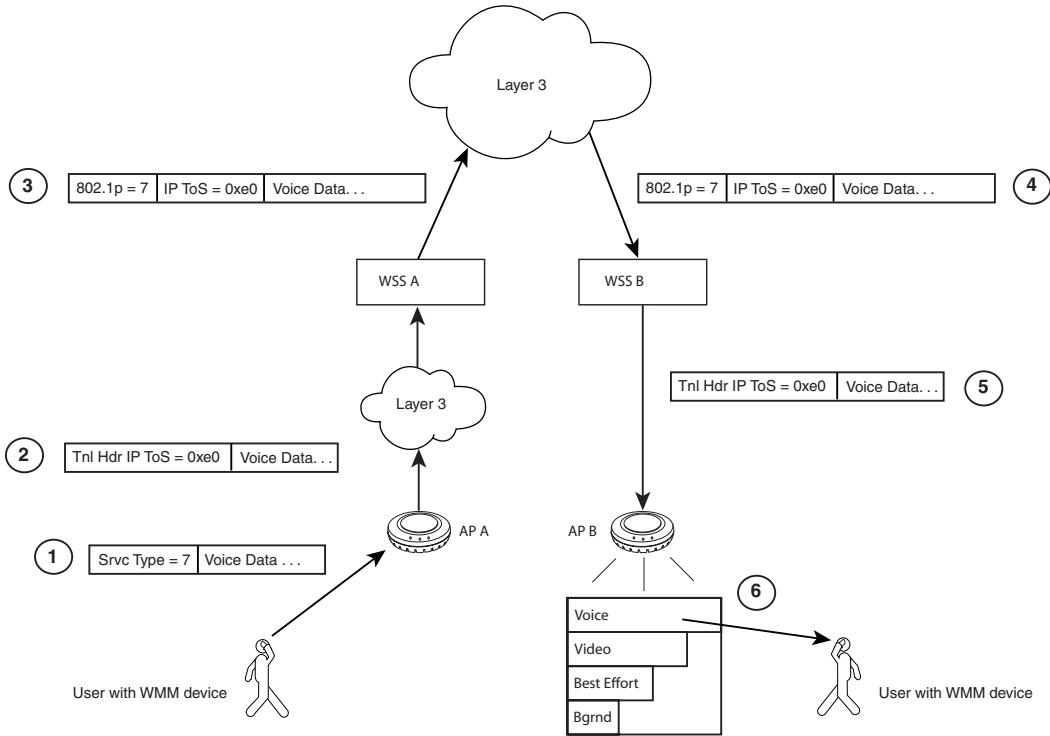 Layer 3
3
802.1p = 7 IP ToS = 0xe0 Voice Data. . .
802.1p = 7 IP ToS = 0xe0 Voice Data. . .
4
WSS A
WSS B
Tnl Hdr IP ToS = 0xe0 Voice Data. . .
5
Layer 3
2
Tnl Hdr IP ToS = 0xe0 Voice Data. . .
AP A
AP B
1
Srvc Type = 7 Voice Data . . .
6
Voice
Video
Best Effort
Bgrnd
User with WMM device
User with WMM device